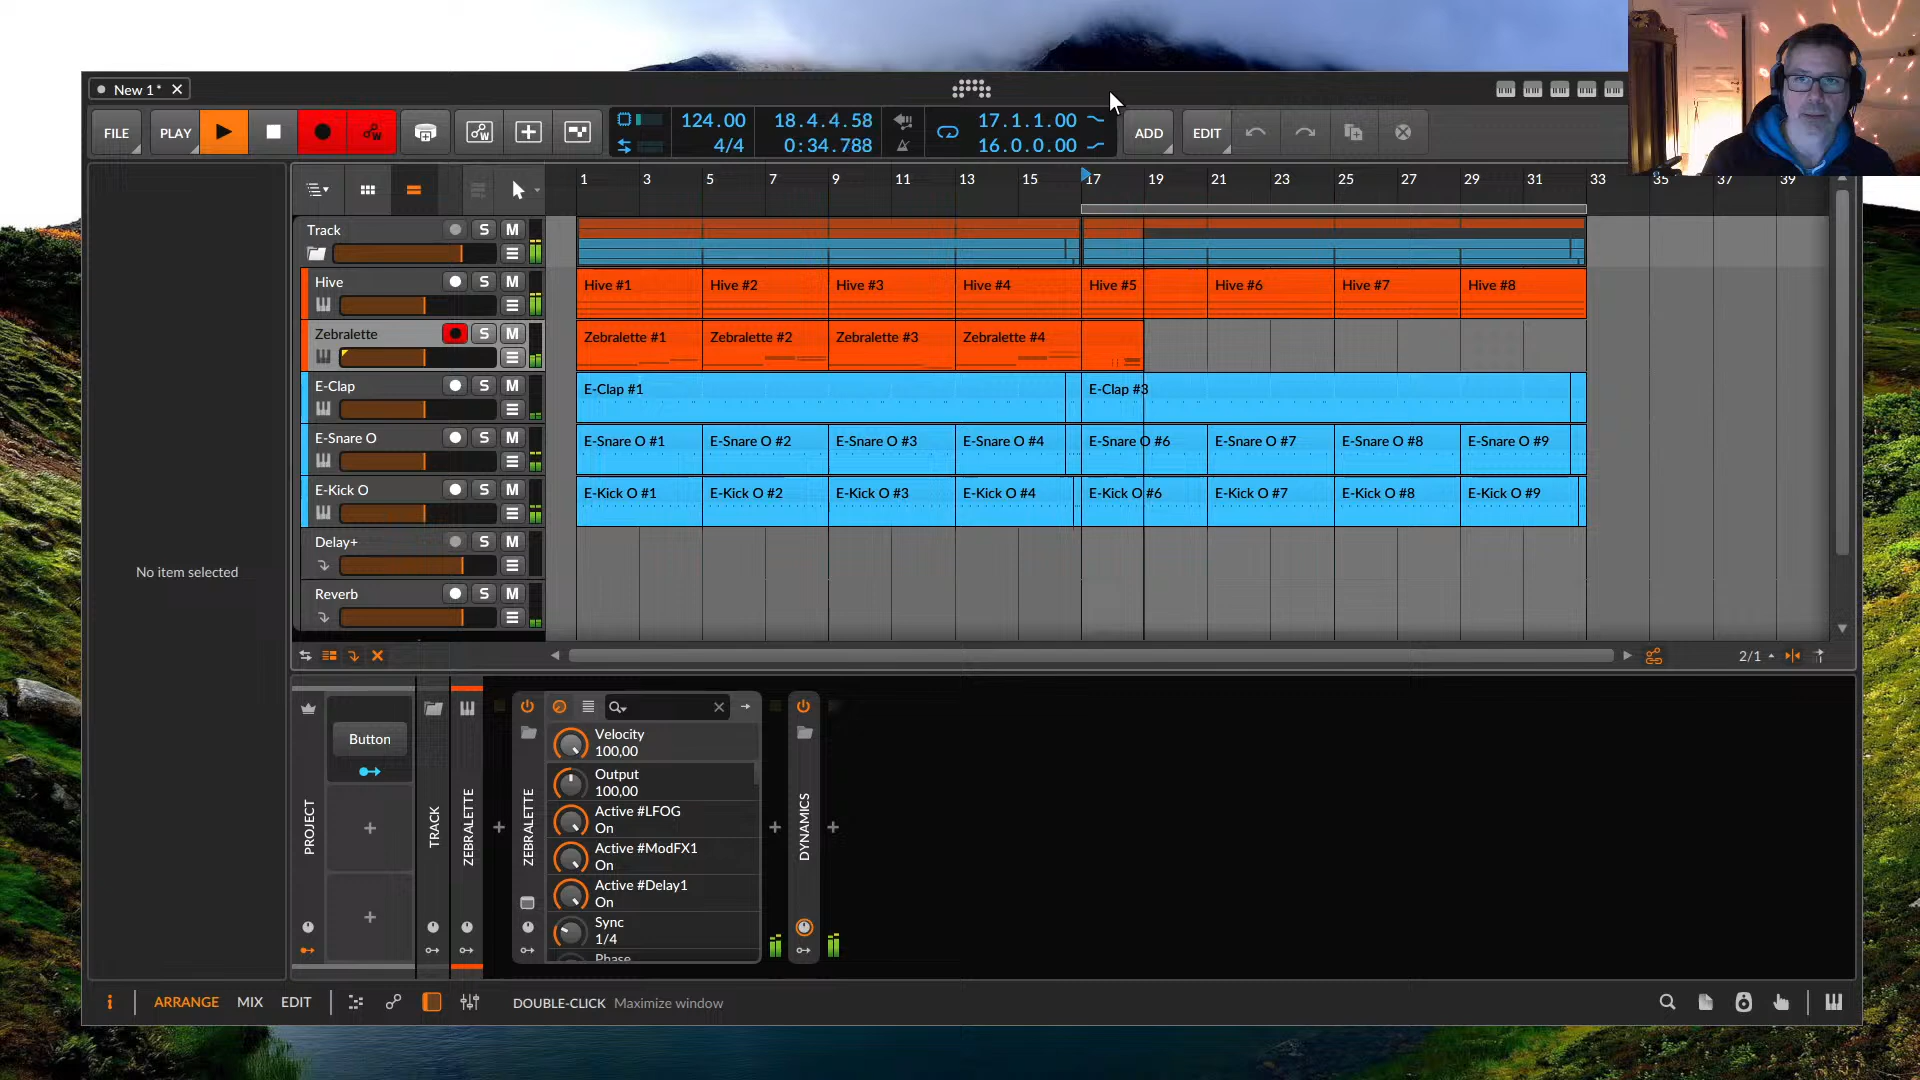 New 1*
FILE
PLAY
124.00
4/4
18.4.4.58
0:34.788
17.1.1.00
16.0.0.00
ADD
EDIT
1 3 5 7 9 11 13 15 17 19 21 23 25 27 29 31 33 35 37 39
Track S M
Hive S M
Hive #1 Hive #2 Hive #3 Hive #4 Hive #5 Hive #6 Hive #7 Hive #8
Zebralette S M
Zebralette #1 Zebralette #2 Zebralette #3 Zebralette #4
E-Clap S M
E-Clap #1 E-Clap #3
E-Snare O S M
E-Snare O #1 E-Snare O #2 E-Snare O #3 E-Snare O #4 E-Snare O #6 E-Snare O #7 E-Snare O #8 E-Snare O #9
E-Kick O S M
E-Kick O #1 E-Kick O #2 E-Kick O #3 E-Kick O #4 E-Kick O #6 E-Kick O #7 E-Kick O #8 E-Kick O #9
Delay+ S M
Reverb S M
No item selected
2/1
PROJECT
Button
TRACK
ZEBRALETTE
ZEBRALETTE
Velocity
100,00
Output
100,00
Active #LFOG
On
Active #ModFX1
On
Active #Delay1
On
Sync
1/4
Phase
DYNAMICS
i
ARRANGE
MIX
EDIT
DOUBLE-CLICK Maximize window